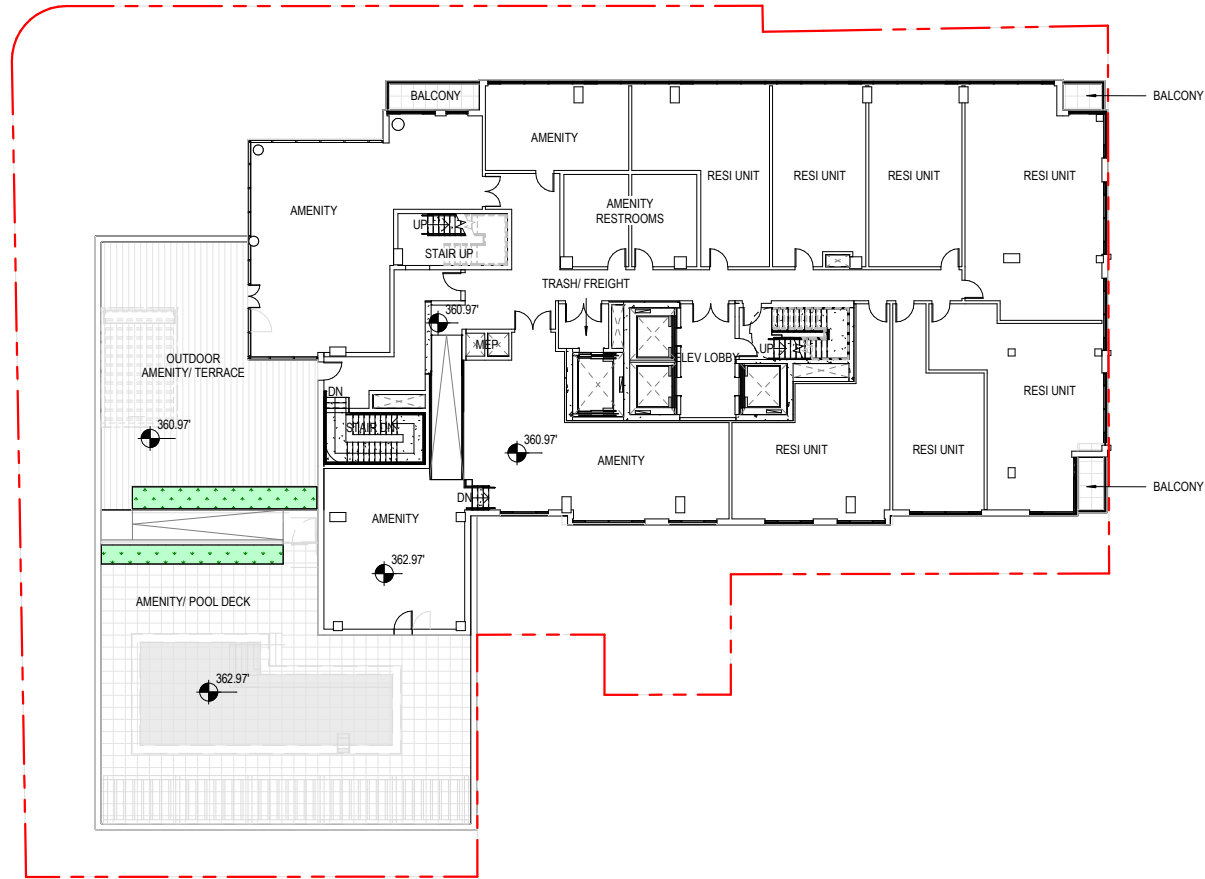 BALCONY
BALCONY
AMENITY
RESI UNIT
RESI UNIT
RESI UNIT
RESI UNIT
AMENITY
AMENITY
RESTROOMS
UP
STAIR UP
TRASH/ FREIGHT
360.97'
MEP
ELEV LOBBY
UP
OUTDOOR
AMENITY/ TERRACE
DN
RESI UNIT
360.97'
STAIR DN
360.97'
AMENITY
RESI UNIT
RESI UNIT
BALCONY
DN
AMENITY
362.97'
AMENITY/ POOL DECK
362.97'